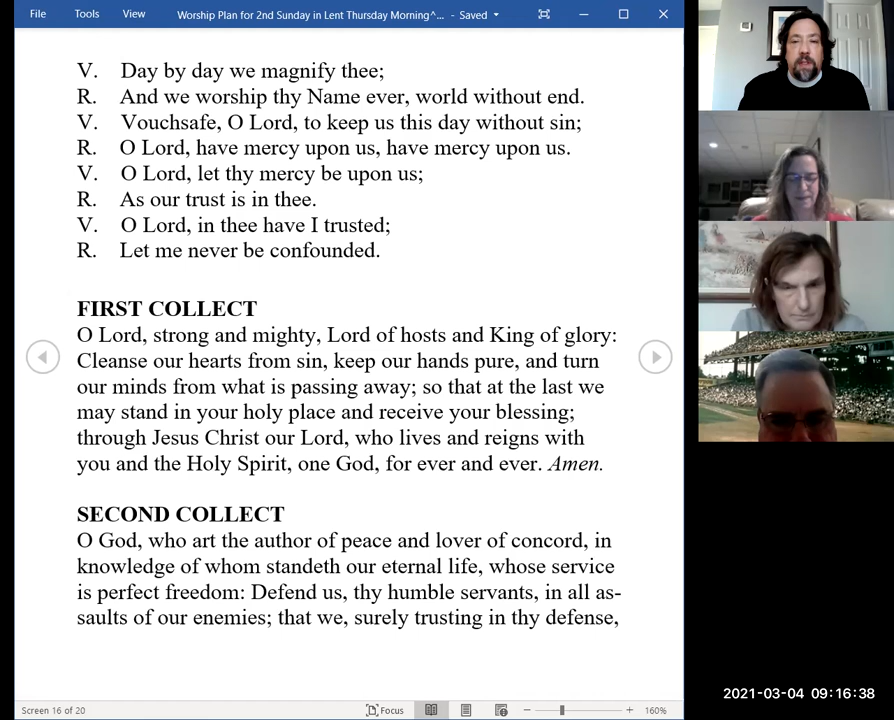 File Tools View Worship Plan for 2nd Sunday in Lent Thursday Morning^... - Saved
V. Day by day we magnify thee;
R. And we worship thy Name ever, world without end.
V. Vouchsafe, O Lord, to keep us this day without sin;
R. O Lord, have mercy upon us, have mercy upon us.
V. O Lord, let thy mercy be upon us;
R. As our trust is in thee.
V. O Lord, in thee have I trusted;
R. Let me never be confounded.
FIRST COLLECT
O Lord, strong and mighty, Lord of hosts and King of glory:
Cleanse our hearts from sin, keep our hands pure, and turn
our minds from what is passing away; so that at the last we
may stand in your holy place and receive your blessing;
through Jesus Christ our Lord, who lives and reigns with
you and the Holy Spirit, one God, for ever and ever. Amen.
SECOND COLLECT
O God, who art the author of peace and lover of concord, in
knowledge of whom standeth our eternal life, whose service
is perfect freedom: Defend us, thy humble servants, in all as-
saults of our enemies; that we, surely trusting in thy defense,
2021-03-04 09:16:38
Screen 16 of 20 Focus 160%